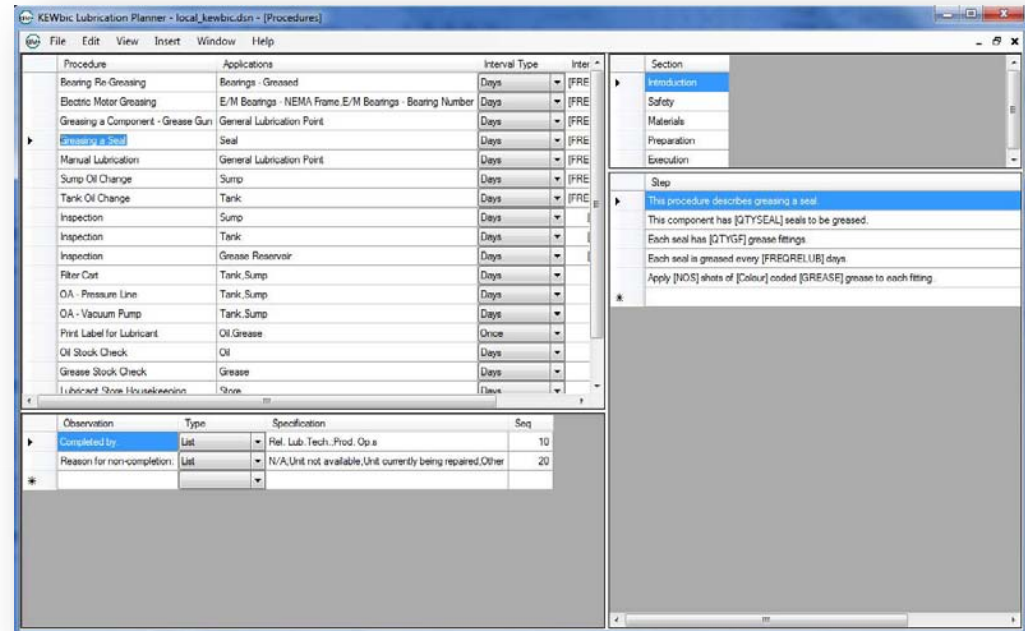 KEWbic Lubrication Planner - local_kewbic.dsn - [Procedures]
File Edit View Insert Window Help
Procedure Applications Interval Type Inter
Bearing Re-Greasing Bearings - Greased Days [FRE
Electric Motor Greasing E/M Bearings - NEMA Frame,E/M Bearings - Bearing Number Days [FRE
Greasing a Component - Grease Gun General Lubrication Point Days [FRE
Greasing a Seal Seal Days [FRE
Manual Lubrication General Lubrication Point Days [FRE
Sump Oil Change Sump Days [FRE
Tank Oil Change Tank Days [FRE
Inspection Sump Days [
Inspection Tank Days [
Inspection Grease Reservoir Days [
Filter Cart Tank,Sump Days
OA - Pressure Line Tank,Sump Days
OA - Vacuum Pump Tank,Sump Days
Print Label for Lubricant Oil,Grease Once
Oil Stock Check Oil Days
Grease Stock Check Grease Days
Lubricant Store Housekeeping Store Days
Section
Introduction
Safety
Materials
Preparation
Execution
Step
This procedure describes greasing a seal.
This component has [QTYSEAL] seals to be greased.
Each seal has [QTYGF] grease fittings.
Each seal is greased every [FREQRELUB] days.
Apply [NOS] shots of [Colour] coded [GREASE] grease to each fitting.
Observation Type Specification Seq
Completed by: List Rel. Lub.Tech.;Prod. Op.s 10
Reason for non-completion: List N/A;Unit not available;Unit currently being repaired;Other 20